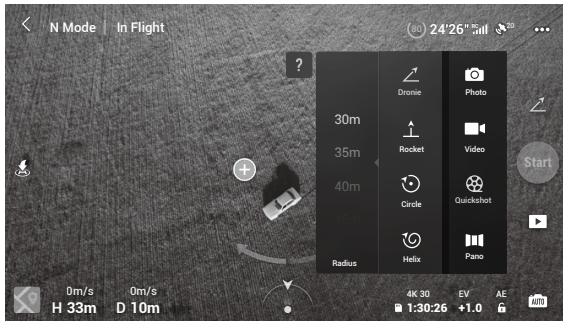 N Mode | In Flight
80 24'26" H RC 20
?
Dronie Photo
30m
35m Rocket Video
40m
Circle Quickshot
Start
Radius Helix Pano
0m/s 0m/s
H 33m D 10m
4K 30 EV AE
1:30:26 +1.0 AUTO